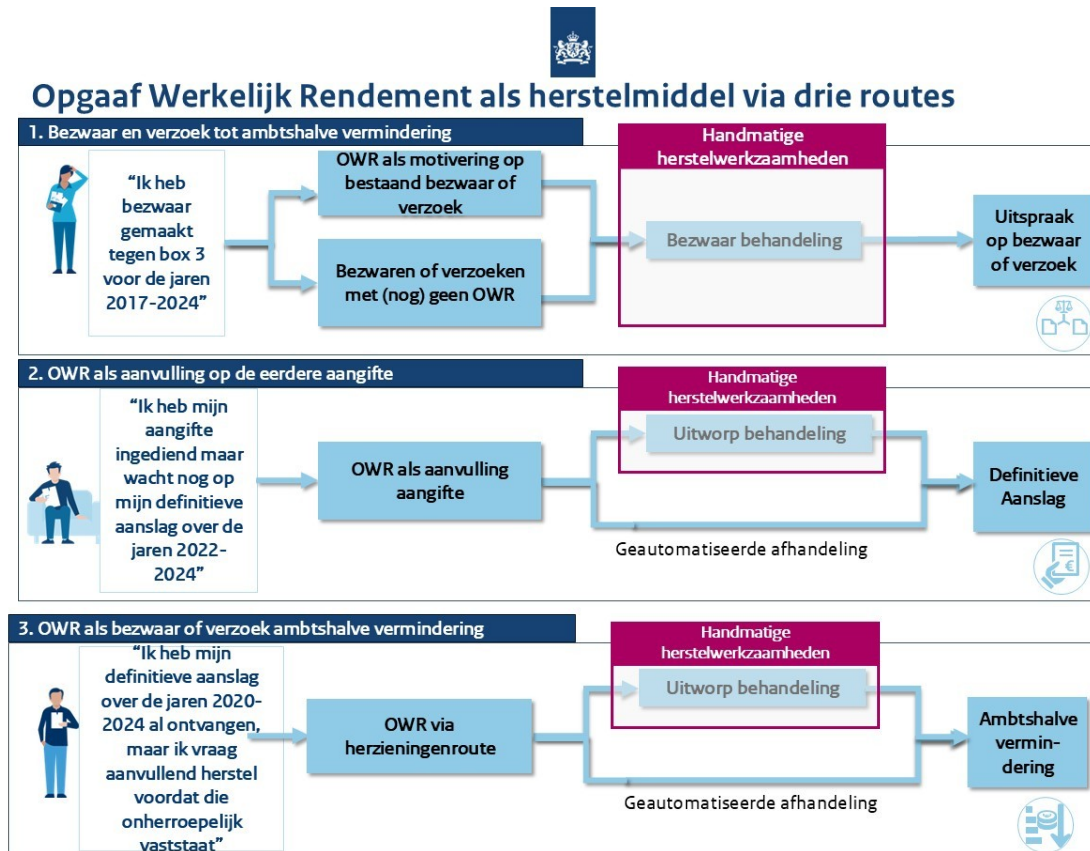 Opgaaf Werkelijk Rendement als herstelmiddel via drie routes
1. Bezwaar en verzoek tot ambtshalve vermindering
“Ik heb
bezwaar
gemaakt
tegen box 3
voor de jaren
2017-2024”
OWR als motivering op
bestaand bezwaar of
verzoek
Bezwaren of verzoeken
met (nog) geen OWR
Handmatige
herstelwerkzaamheden
Bezwaar behandeling
Uitspraak
op bezwaar
of verzoek
2. OWR als aanvulling op de eerdere aangifte
“Ik heb mijn
aangifte
ingediend maar
wacht nog op
mijn definitieve
aanslag over de
jaren 2022-
2024”
OWR als aanvulling
aangifte
Handmatige
herstelwerkzaamheden
Uitworp behandeling
Geautomatiseerde afhandeling
Definitieve
Aanslag
€
3. OWR als bezwaar of verzoek ambtshalve vermindering
“Ik heb mijn
definitieve aanslag
over de jaren 2020-
2024 al ontvangen,
maar ik vraag
aanvullend herstel
voordat die
onherroepelijk
vaststaat”
OWR via
herzieningenroute
Handmatige
herstelwerkzaamheden
Uitworp behandeling
Geautomatiseerde afhandeling
Ambtshalve
vermin-
dering